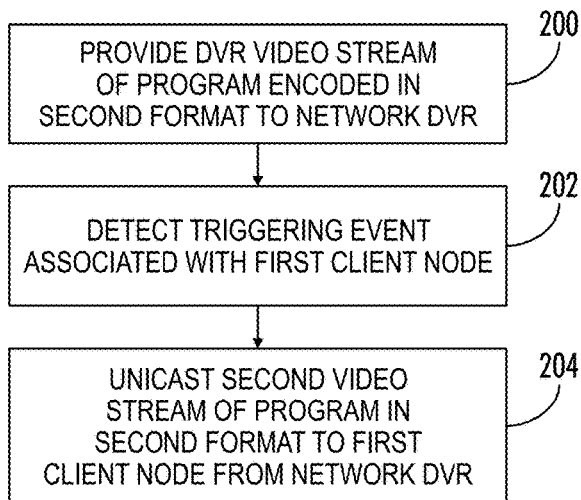 200
PROVIDE DVR VIDEO STREAM
OF PROGRAM ENCODED IN
SECOND FORMAT TO NETWORK DVR
202
DETECT TRIGGERING EVENT
ASSOCIATED WITH FIRST CLIENT NODE
204
UNICAST SECOND VIDEO
STREAM OF PROGRAM IN
SECOND FORMAT TO FIRST
CLIENT NODE FROM NETWORK DVR